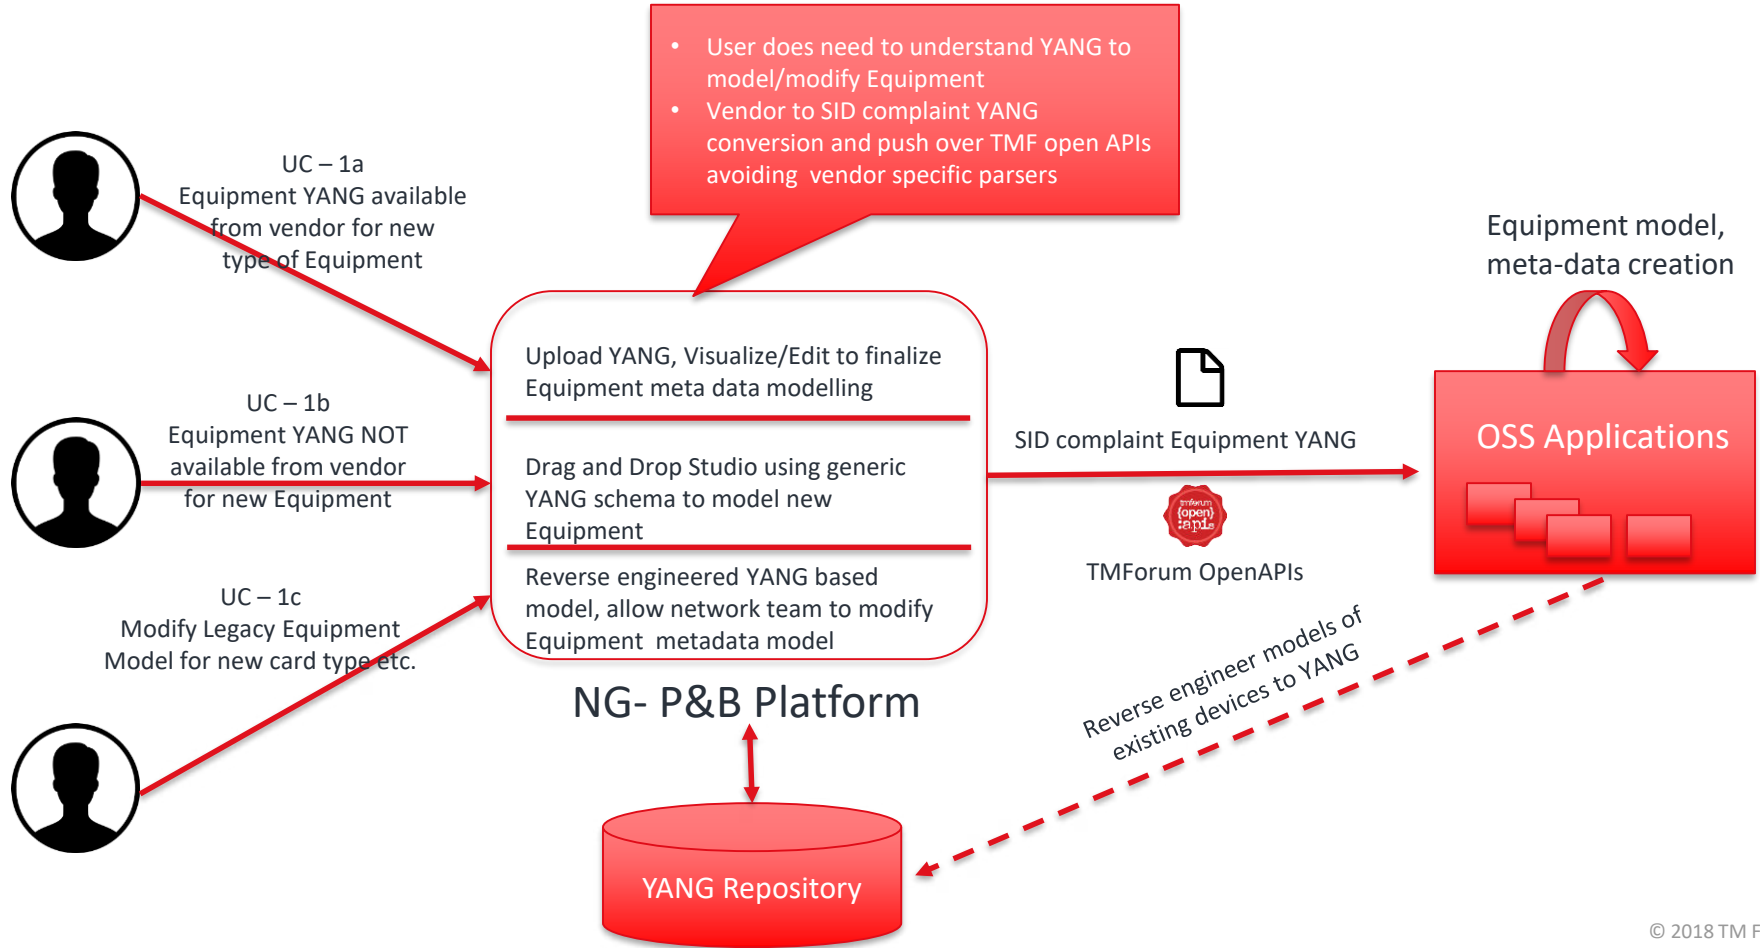 • User does need to understand YANG to
model/modify Equipment
• Vendor to SID complaint YANG
conversion and push over TMF open APIs
avoiding vendor specific parsers
UC – 1a
Equipment YANG available
from vendor for new
type of Equipment
Equipment model,
meta-data creation
Upload YANG, Visualize/Edit to finalize
Equipment meta data modelling
UC – 1b
Equipment YANG NOT
available from vendor
for new Equipment
SID complaint Equipment YANG
OSS Applications
Drag and Drop Studio using generic
YANG schema to model new
Equipment
tmforum
{open}
:apis
TMForum OpenAPIs
Reverse engineered YANG based
model, allow network team to modify
Equipment metadata model
UC – 1c
Modify Legacy Equipment
Model for new card type etc.
NG- P&B Platform
Reverse engineer models of
existing devices to YANG
YANG Repository
© 2018 TM F